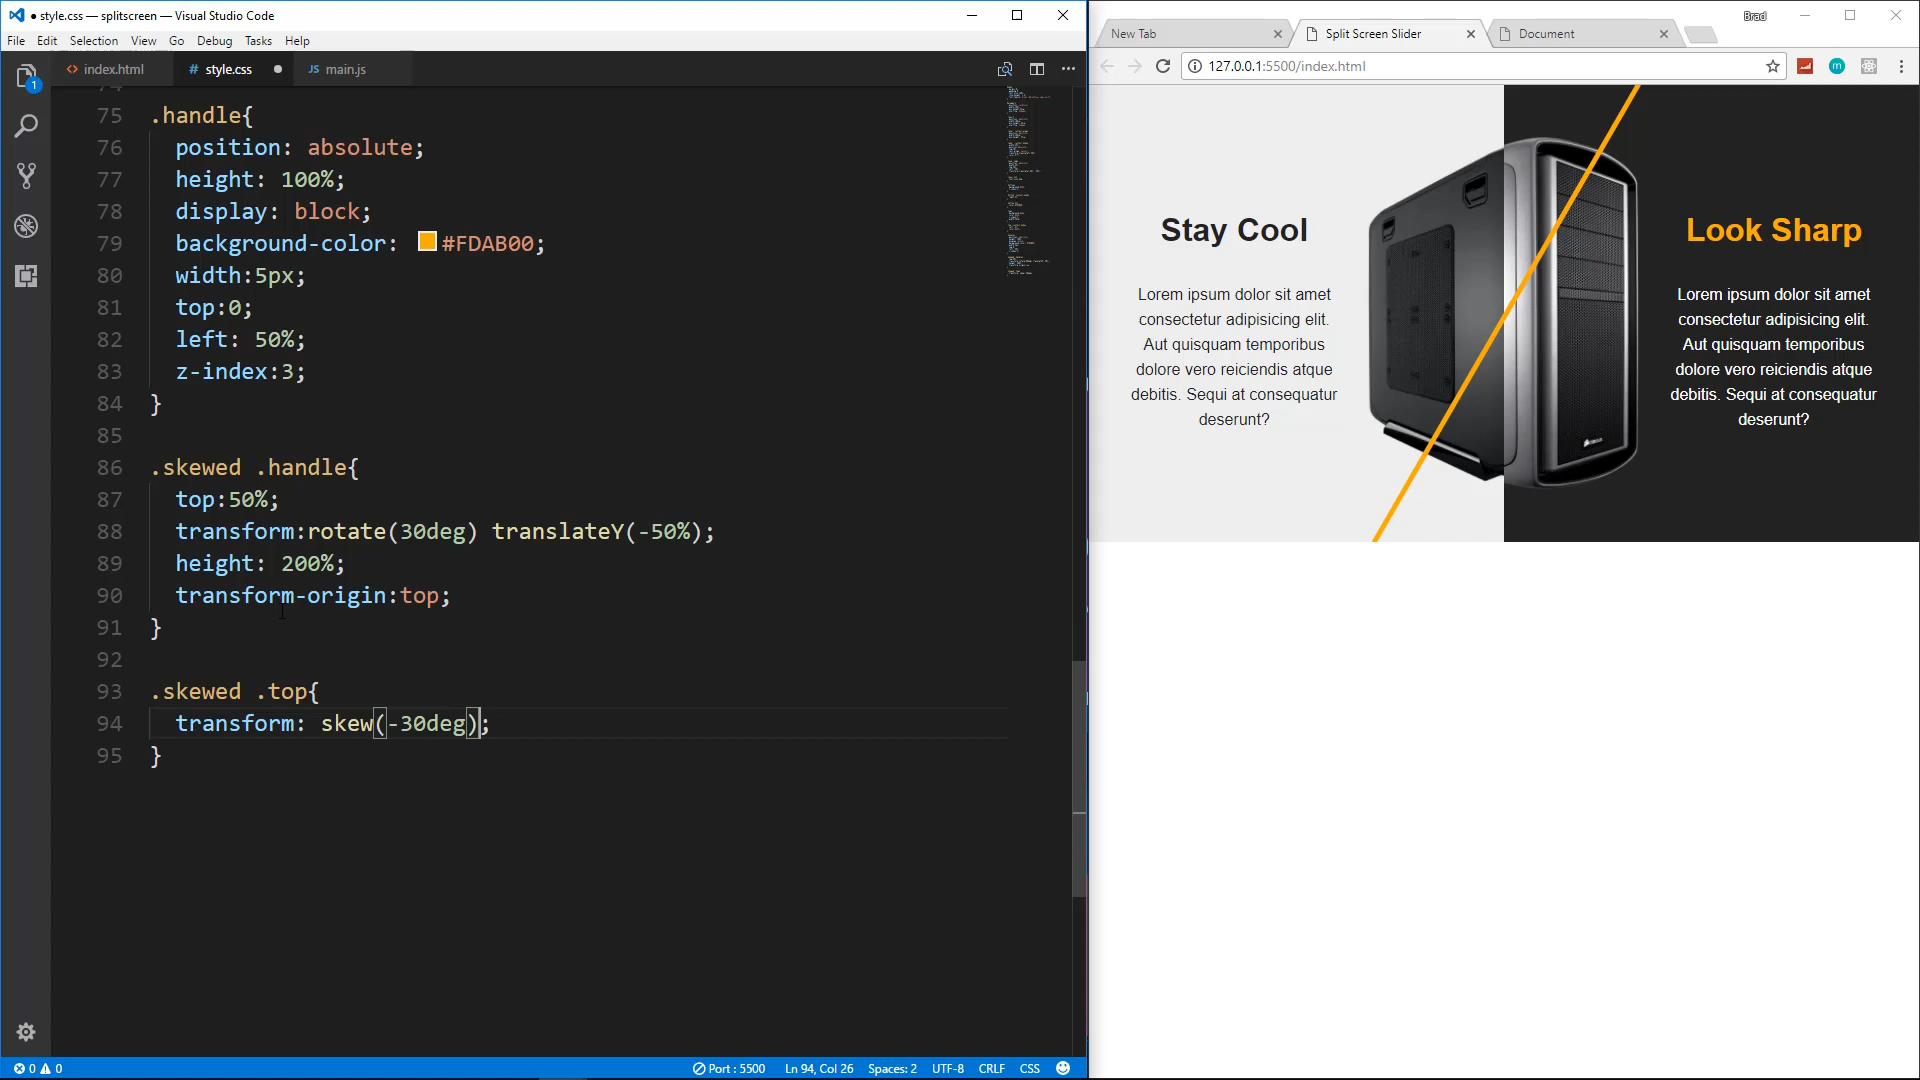 ● style.css — splitscreen — Visual Studio Code
File Edit Selection View Go Debug Tasks Help
<> index.html # style.css ● JS main.js
1
75 .handle{
76 position: absolute;
77 height: 100%;
78 display: block;
79 background-color: #FDAB00;
80 width:5px;
81 top:0;
82 left: 50%;
83 z-index:3;
84 }
85
86 .skewed .handle{
87 top:50%;
88 transform:rotate(30deg) translateY(-50%);
89 height: 200%;
90 transform-origin:top;
91 }
92
93 .skewed .top{
94 transform: skew(-30deg);
95 }
0 0 Port : 5500 Ln 94, Col 26 Spaces: 2 UTF-8 CRLF CSS
Brad
New Tab Split Screen Slider Document
127.0.0.1:5500/index.html
Stay Cool
Lorem ipsum dolor sit amet
consectetur adipisicing elit.
Aut quisquam temporibus
dolore vero reiciendis atque
debitis. Sequi at consequatur
deserunt?
Look Sharp
Lorem ipsum dolor sit amet
consectetur adipisicing elit.
Aut quisquam temporibus
dolore vero reiciendis atque
debitis. Sequi at consequatur
deserunt?